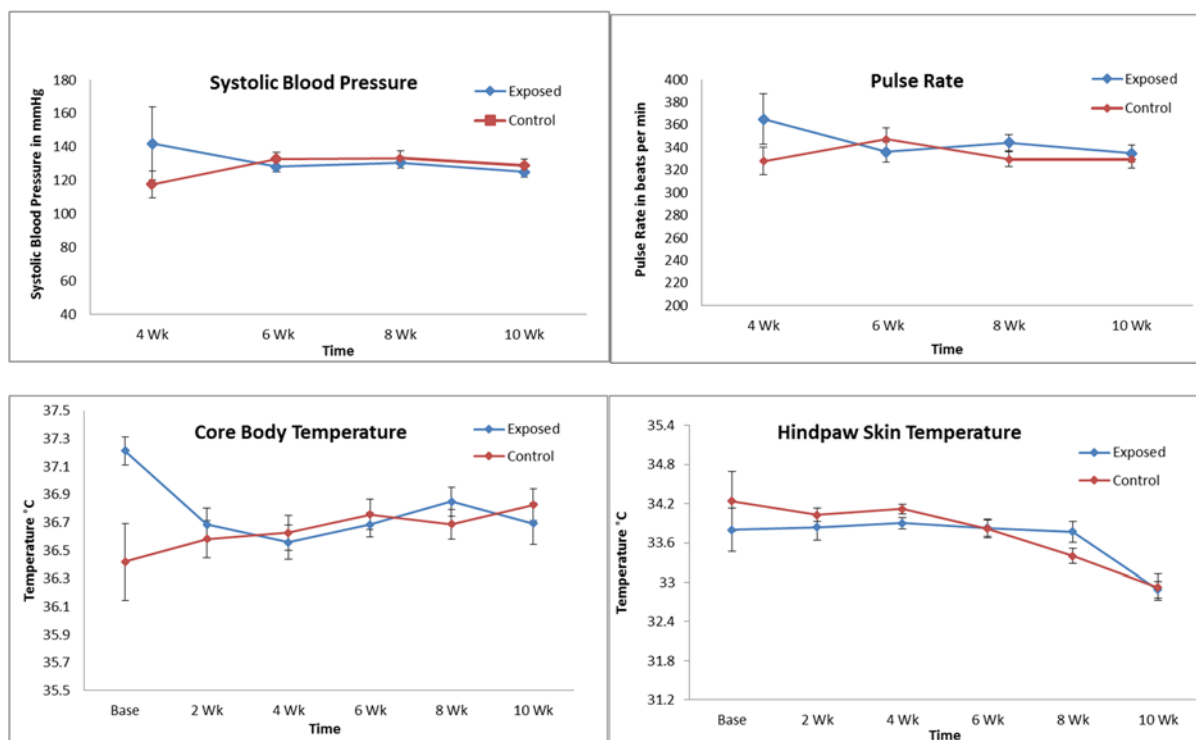 Systolic Blood Pressure
Systolic Blood Pressure in mmHg
180
160
140
120
100
80
60
40
4 Wk 6 Wk 8 Wk 10 Wk
Time
Exposed
Control
Pulse Rate
Pulse Rate in beats per min
400
380
360
340
320
300
280
260
240
220
200
4 Wk 6 Wk 8 Wk 10 Wk
Time
Exposed
Control
Core Body Temperature
Temperature °C
37.5
37.3
37.1
36.9
36.7
36.5
36.3
36.1
35.9
35.7
35.5
Base 2 Wk 4 Wk 6 Wk 8 Wk 10 Wk
Time
Exposed
Control
Hindpaw Skin Temperature
Temperature °C
35.4
34.8
34.2
33.6
33
32.4
31.8
31.2
Base 2 Wk 4 Wk 6 Wk 8 Wk 10 Wk
Time
Exposed
Control